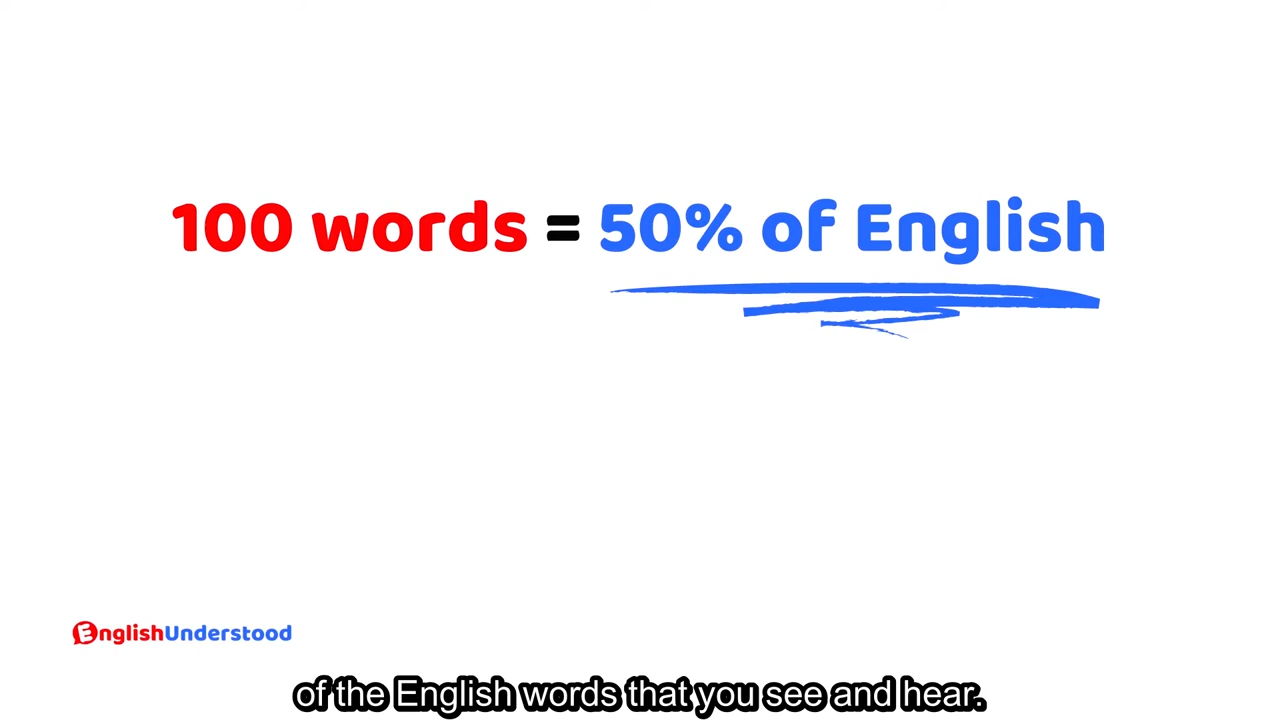 100 words = 50% of English
EnglishUnderstood
of the English words that you see and hear.